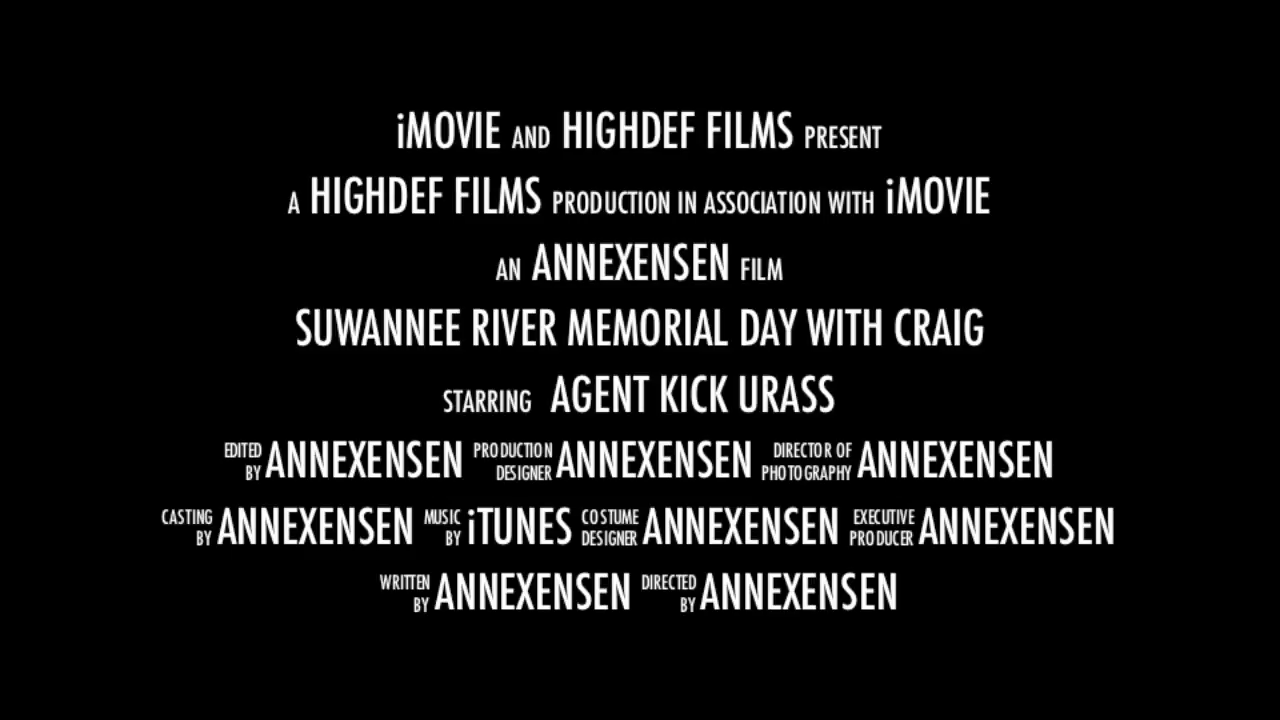 iMOVIE AND HIGHDEF FILMS PRESENT
A HIGHDEF FILMS PRODUCTION IN ASSOCIATION WITH iMOVIE
AN ANNEXENSEN FILM
SUWANNEE RIVER MEMORIAL DAY WITH CRAIG
STARRING AGENT KICK URASS
EDITED BY ANNEXENSEN PRODUCTION DESIGNER ANNEXENSEN DIRECTOR OF PHOTOGRAPHY ANNEXENSEN
CASTING BY ANNEXENSEN MUSIC BY iTUNES COSTUME DESIGNER ANNEXENSEN EXECUTIVE PRODUCER ANNEXENSEN
WRITTEN BY ANNEXENSEN DIRECTED BY ANNEXENSEN